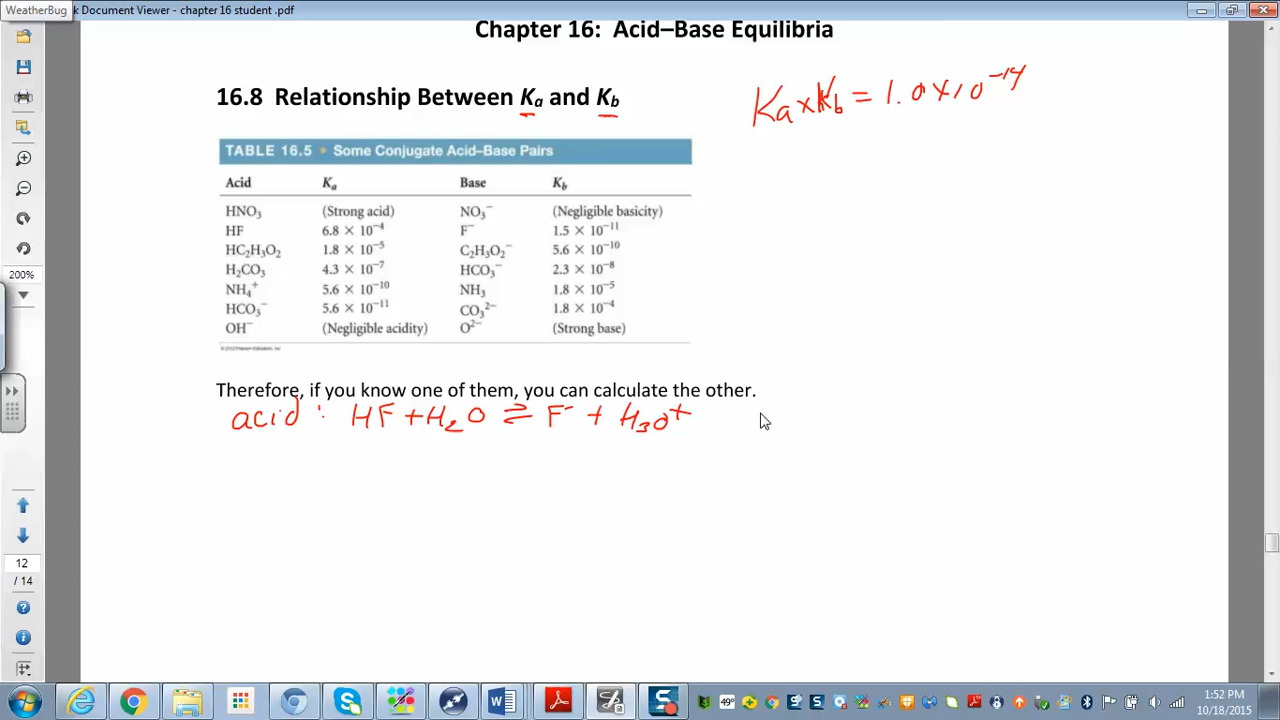 WeatherBug
k Document Viewer - chapter 16 student .pdf
Chapter 16: Acid–Base Equilibria
16.8 Relationship Between Ka and Kb
Ka x Kb = 1.0 x 10⁻¹⁴
TABLE 16.5 • Some Conjugate Acid–Base Pairs
Acid Ka Base Kb
HNO₃ (Strong acid) NO₃⁻ (Negligible basicity)
HF 6.8 × 10⁻⁴ F⁻ 1.5 × 10⁻¹¹
HC₂H₃O₂ 1.8 × 10⁻⁵ C₂H₃O₂⁻ 5.6 × 10⁻¹⁰
H₂CO₃ 4.3 × 10⁻⁷ HCO₃⁻ 2.3 × 10⁻⁸
NH₄⁺ 5.6 × 10⁻¹⁰ NH₃ 1.8 × 10⁻⁵
HCO₃⁻ 5.6 × 10⁻¹¹ CO₃²⁻ 1.8 × 10⁻⁴
OH⁻ (Negligible acidity) O²⁻ (Strong base)
© 2012 Pearson Education, Inc.
Therefore, if you know one of them, you can calculate the other.
acid : HF + H₂O ⇌ F⁻ + H₃O⁺
200%
12
/ 14
49°
1:52 PM
10/18/2015